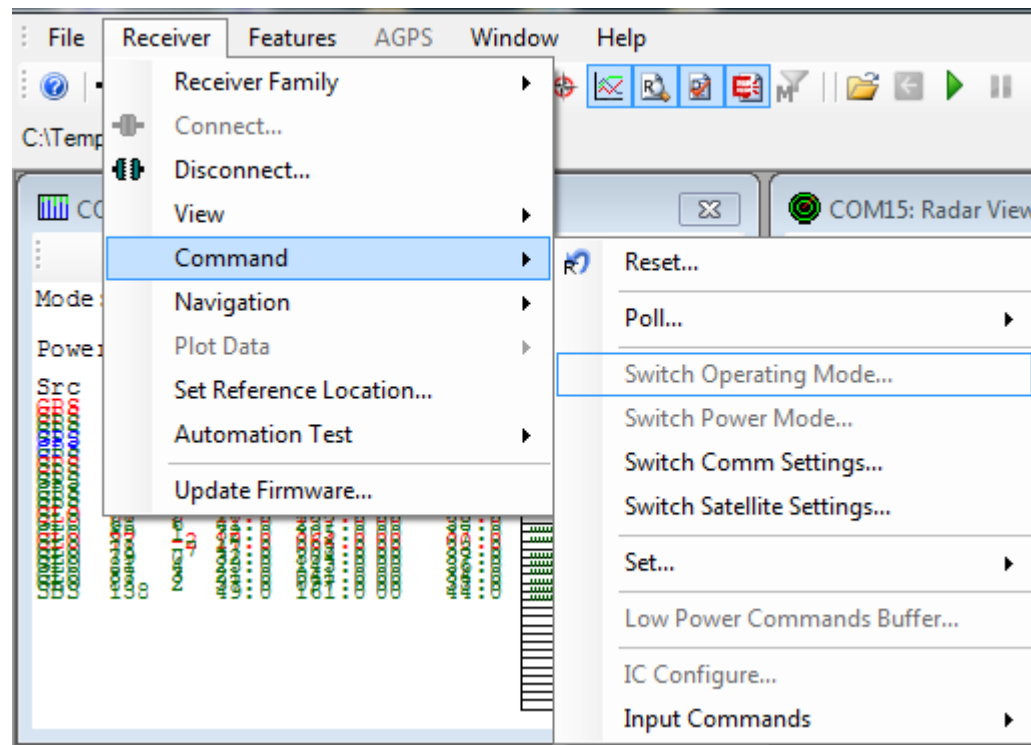 File Receiver Features AGPS Window Help
C:\Temp
Receiver Family
Connect...
Disconnect...
View
Command
Navigation
Plot Data
Set Reference Location...
Automation Test
Update Firmware...
COM15: Radar View
Mode:
Power
Src
Reset...
Poll...
Switch Operating Mode...
Switch Power Mode...
Switch Comm Settings...
Switch Satellite Settings...
Set...
Low Power Commands Buffer...
IC Configure...
Input Commands